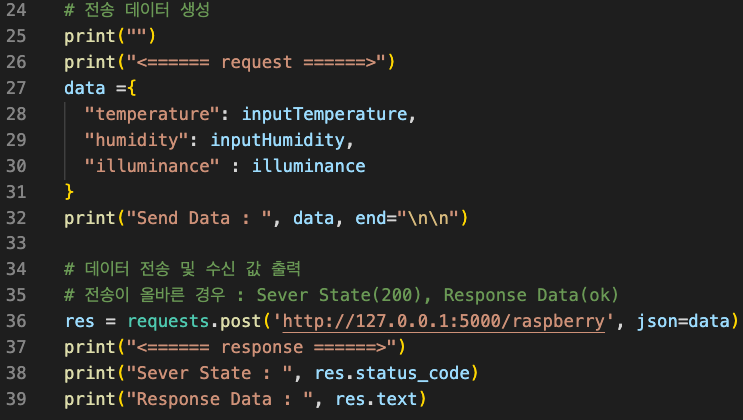 24 # 전송 데이터 생성
25 print("")
26 print("<====== request ======>")
27 data ={
28 "temperature": inputTemperature,
29 "humidity": inputHumidity,
30 "illuminance" : illuminance
31 }
32 print("Send Data : ", data, end="\n\n")
33
34 # 데이터 전송 및 수신 값 출력
35 # 전송이 올바른 경우 : Sever State(200), Response Data(ok)
36 res = requests.post('http://127.0.0.1:5000/raspberry', json=data)
37 print("<====== response ======>")
38 print("Sever State : ", res.status_code)
39 print("Response Data : ", res.text)